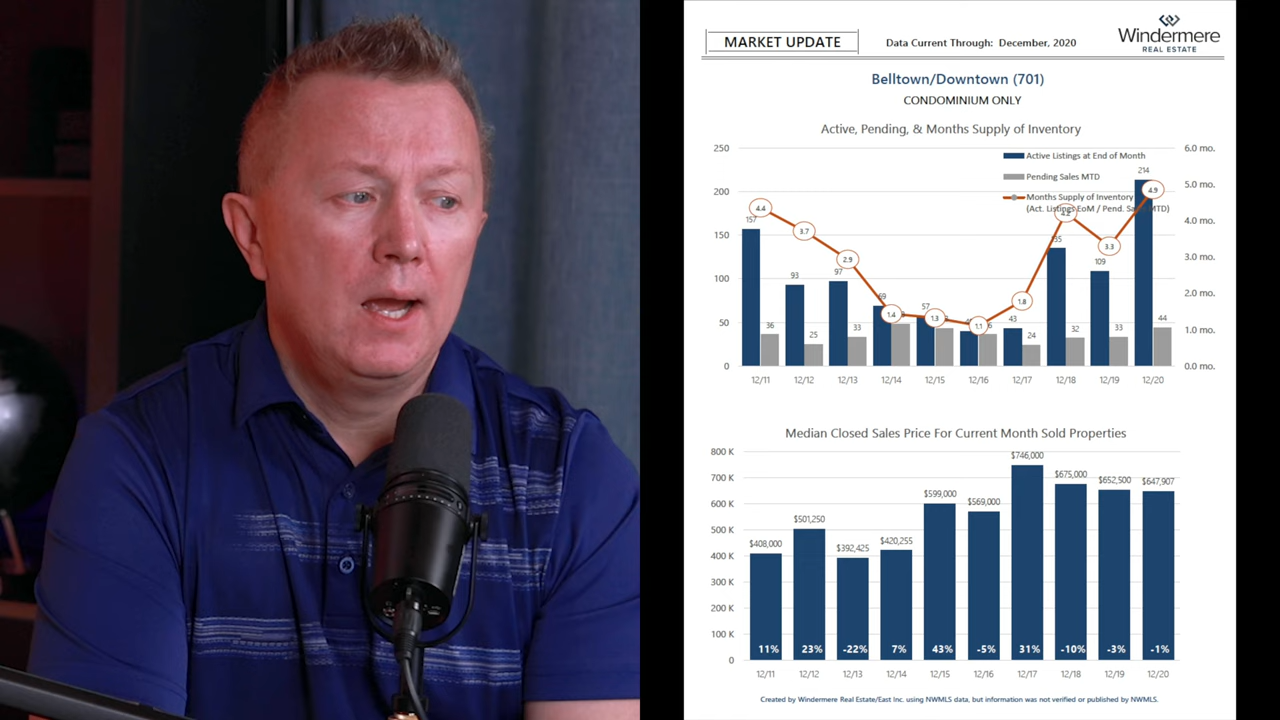 MARKET UPDATE
Data Current Through: December, 2020
Windermere
REAL ESTATE
Belltown/Downtown (701)
CONDOMINIUM ONLY
Active, Pending, & Months Supply of Inventory
250 6.0 mo.
Active Listings at End of Month
214
Pending Sales MTD
200 5.0 mo.
Months Supply of Inventory
(Act. Listings EoM / Pend. Sales MTD)
4.4 4.2 4.9
157
4.0 mo.
3.7
150
135
2.9 3.3
3.0 mo.
109
93 97
100
2.0 mo.
69 57 43
1.4 1.3 1.1 1.8
50 1.0 mo.
36 25 33 24 32 33 44
0 0.0 mo.
12/11 12/12 12/13 12/14 12/15 12/16 12/17 12/18 12/19 12/20
Median Closed Sales Price For Current Month Sold Properties
800 K
700 K
600 K
500 K
400 K
300 K
200 K
100 K
0
$408,000 $501,250 $392,425 $420,255 $599,000 $569,000 $746,000 $675,000 $652,500 $647,907
11% 23% -22% 7% 43% -5% 31% -10% -3% -1%
12/11 12/12 12/13 12/14 12/15 12/16 12/17 12/18 12/19 12/20
Created by Windermere Real Estate/East Inc. using NWMLS data, but information was not verified or published by NWMLS.